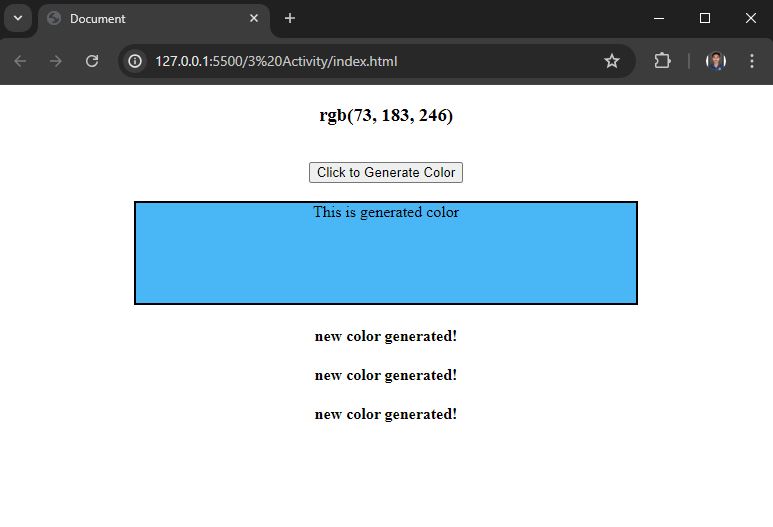 Document
127.0.0.1:5500/3%20Activity/index.html
rgb(73, 183, 246)
Click to Generate Color
This is generated color
new color generated!
new color generated!
new color generated!